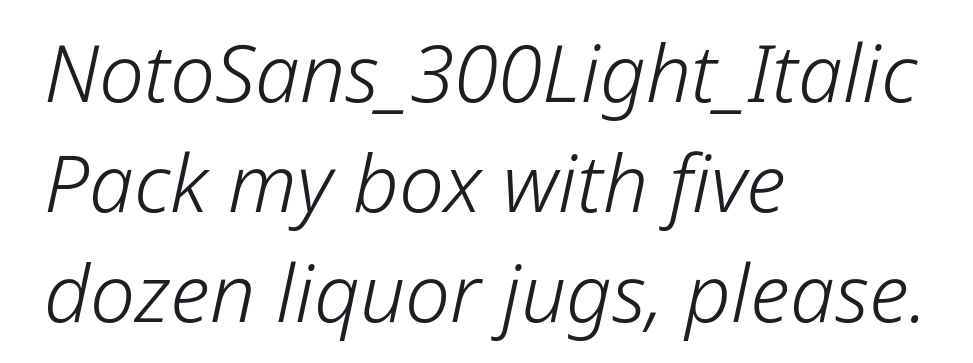 NotoSans_300Light_Italic
Pack my box with five
dozen liquor jugs, please.